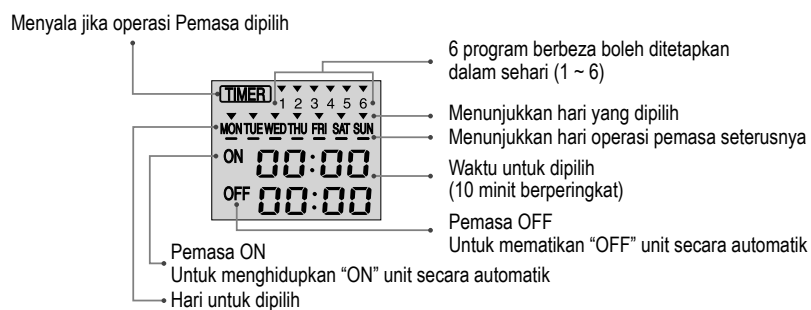 Menyala jika operasi Pemasa dipilih
6 program berbeza boleh ditetapkan
dalam sehari (1 ~ 6)
TIMER
1 2 3 4 5 6
Menunjukkan hari yang dipilih
MON TUE WED THU FRI SAT SUN
Menunjukkan hari operasi pemasa seterusnya
ON 00:00
Waktu untuk dipilih
(10 minit berperingkat)
OFF 00:00
Pemasa OFF
Untuk mematikan “OFF” unit secara automatik
Pemasa ON
Untuk menghidupkan “ON” unit secara automatik
Hari untuk dipilih